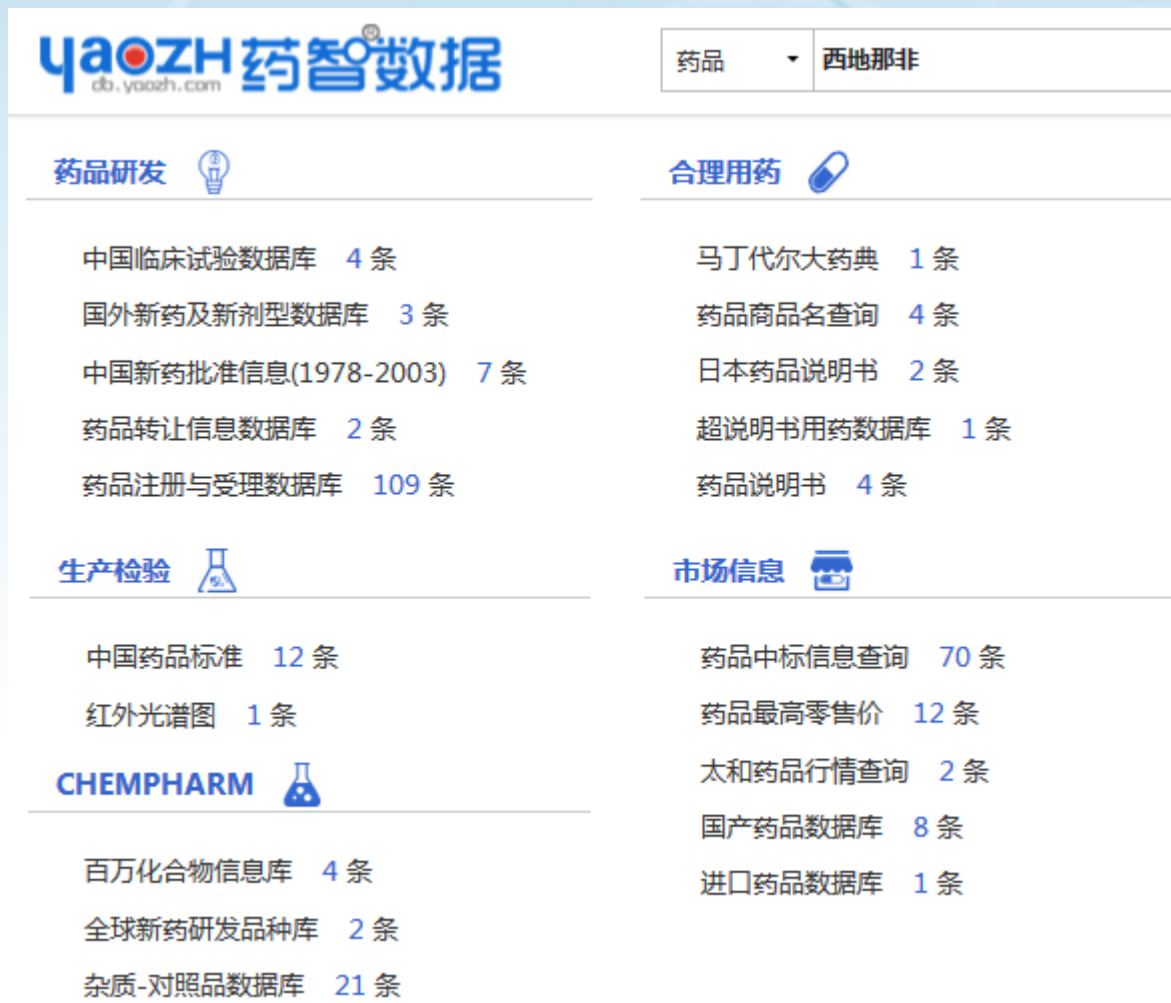 yaozh药智数据®
db.yaozh.com
药品 西地那非
药品研发
中国临床试验数据库 4 条
国外新药及新剂型数据库 3 条
中国新药批准信息(1978-2003) 7 条
药品转让信息数据库 2 条
药品注册与受理数据库 109 条
生产检验
中国药品标准 12 条
红外光谱图 1 条
CHEMPHARM
百万化合物信息库 4 条
全球新药研发品种库 2 条
杂质-对照品数据库 21 条
合理用药
马丁代尔大药典 1 条
药品商品名查询 4 条
日本药品说明书 2 条
超说明书用药数据库 1 条
药品说明书 4 条
市场信息
药品中标信息查询 70 条
药品最高零售价 12 条
太和药品行情查询 2 条
国产药品数据库 8 条
进口药品数据库 1 条